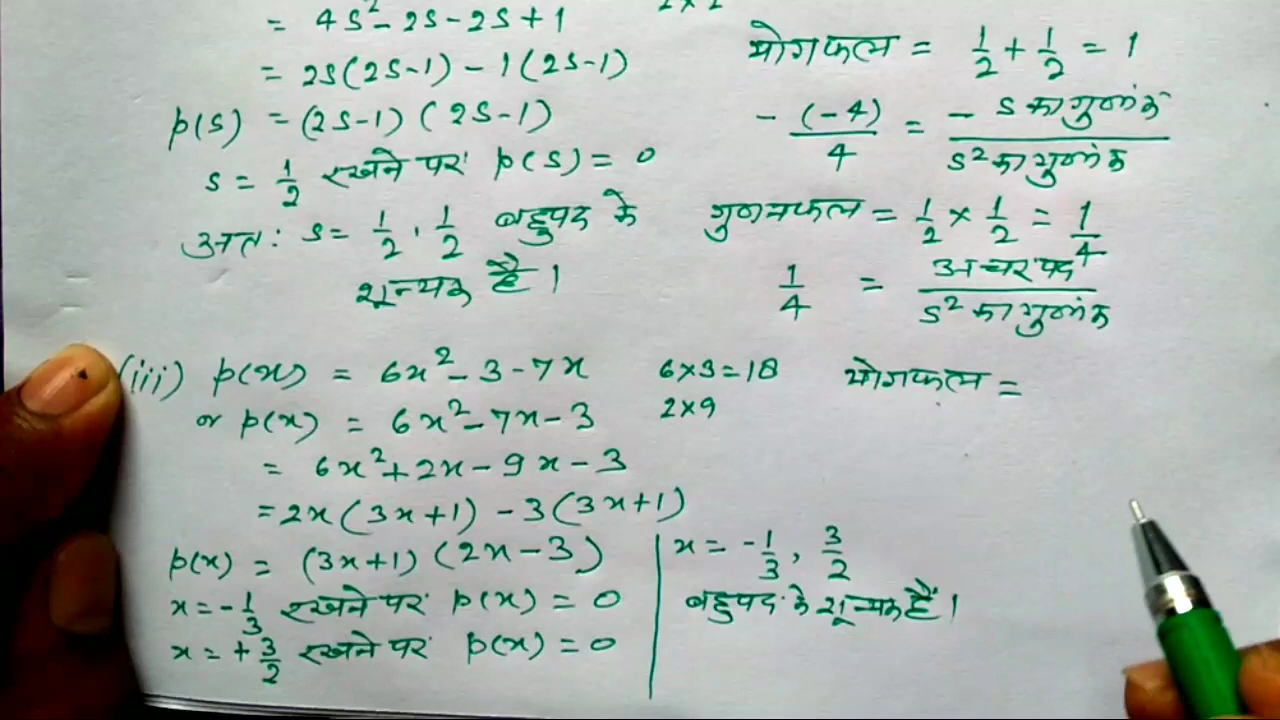 = 4s² - 2s - 2s + 1
= 2s(2s-1) - 1(2s-1)
p(s) = (2s-1)(2s-1)
s = 1/2 रखने पर p(s) = 0
अतः s = 1/2, 1/2 बहुपद के
शून्यक है।
योगफल = 1/2 + 1/2 = 1
-(-4)/4 = - s का गुणांक / s² का गुणांक
गुणनफल = 1/2 × 1/2 = 1/4
1/4 = अचर पद / s² का गुणांक
(iii) p(x) = 6x² - 3 - 7x
6×3=18
योगफल =
or p(x) = 6x² - 7x - 3
2×9
= 6x² + 2x - 9x - 3
= 2x(3x+1) - 3(3x+1)
p(x) = (3x+1)(2x-3)
x = -1/3 रखने पर p(x) = 0
x = +3/2 रखने पर p(x) = 0
x = -1/3, 3/2
बहुपद के शून्यक हैं।